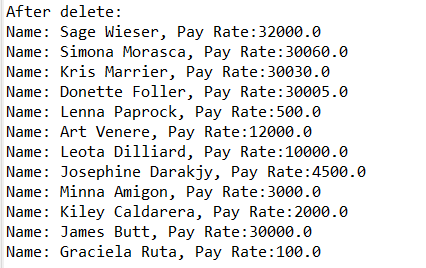 After delete:
Name: Sage Wieser, Pay Rate:32000.0
Name: Simona Morasca, Pay Rate:30060.0
Name: Kris Marrier, Pay Rate:30030.0
Name: Donette Foller, Pay Rate:30005.0
Name: Lenna Paprock, Pay Rate:500.0
Name: Art Venere, Pay Rate:12000.0
Name: Leota Dilliard, Pay Rate:10000.0
Name: Josephine Darakjy, Pay Rate:4500.0
Name: Minna Amigon, Pay Rate:3000.0
Name: Kiley Caldarera, Pay Rate:2000.0
Name: James Butt, Pay Rate:30000.0
Name: Graciela Ruta, Pay Rate:100.0